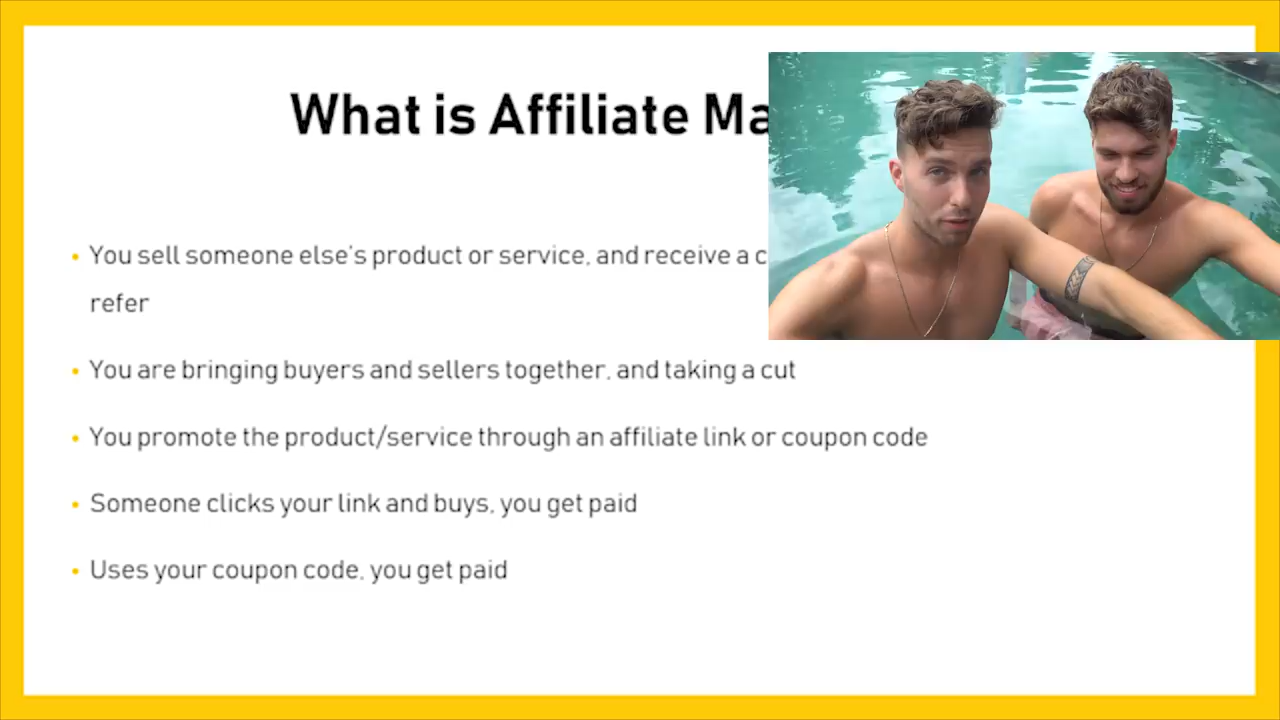 What is Affiliate Ma
• You sell someone else's product or service, and receive a c
refer
• You are bringing buyers and sellers together, and taking a cut
• You promote the product/service through an affiliate link or coupon code
• Someone clicks your link and buys, you get paid
• Uses your coupon code, you get paid